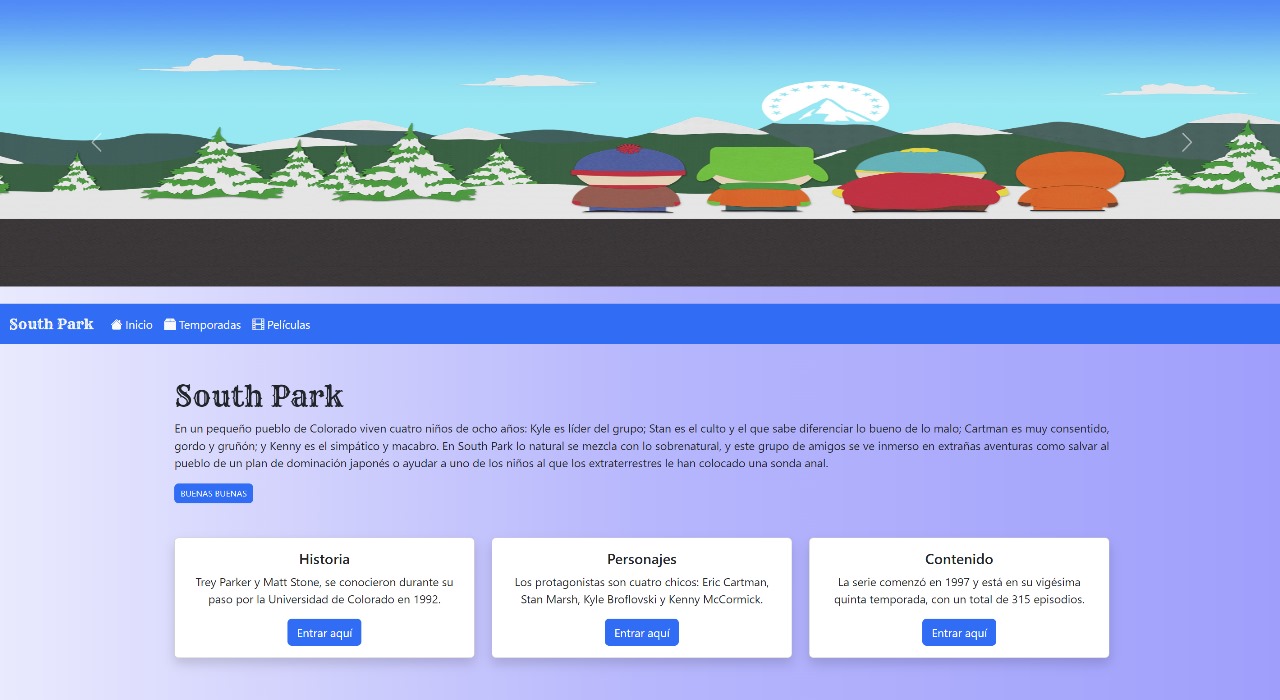 South Park Inicio Temporadas Películas
South Park
En un pequeño pueblo de Colorado viven cuatro niños de ocho años: Kyle es líder del grupo; Stan es el culto y el que sabe diferenciar lo bueno de lo malo; Cartman es muy consentido,
gordo y gruñón; y Kenny es el simpático y macabro. En South Park lo natural se mezcla con lo sobrenatural, y este grupo de amigos se ve inmerso en extrañas aventuras como salvar al
pueblo de un plan de dominación japonés o ayudar a uno de los niños al que los extraterrestres le han colocado una sonda anal.
BUENAS BUENAS
Historia
Trey Parker y Matt Stone, se conocieron durante su
paso por la Universidad de Colorado en 1992.
Entrar aquí
Personajes
Los protagonistas son cuatro chicos: Eric Cartman,
Stan Marsh, Kyle Broflovski y Kenny McCormick.
Entrar aquí
Contenido
La serie comenzó en 1997 y está en su vigésima
quinta temporada, con un total de 315 episodios.
Entrar aquí